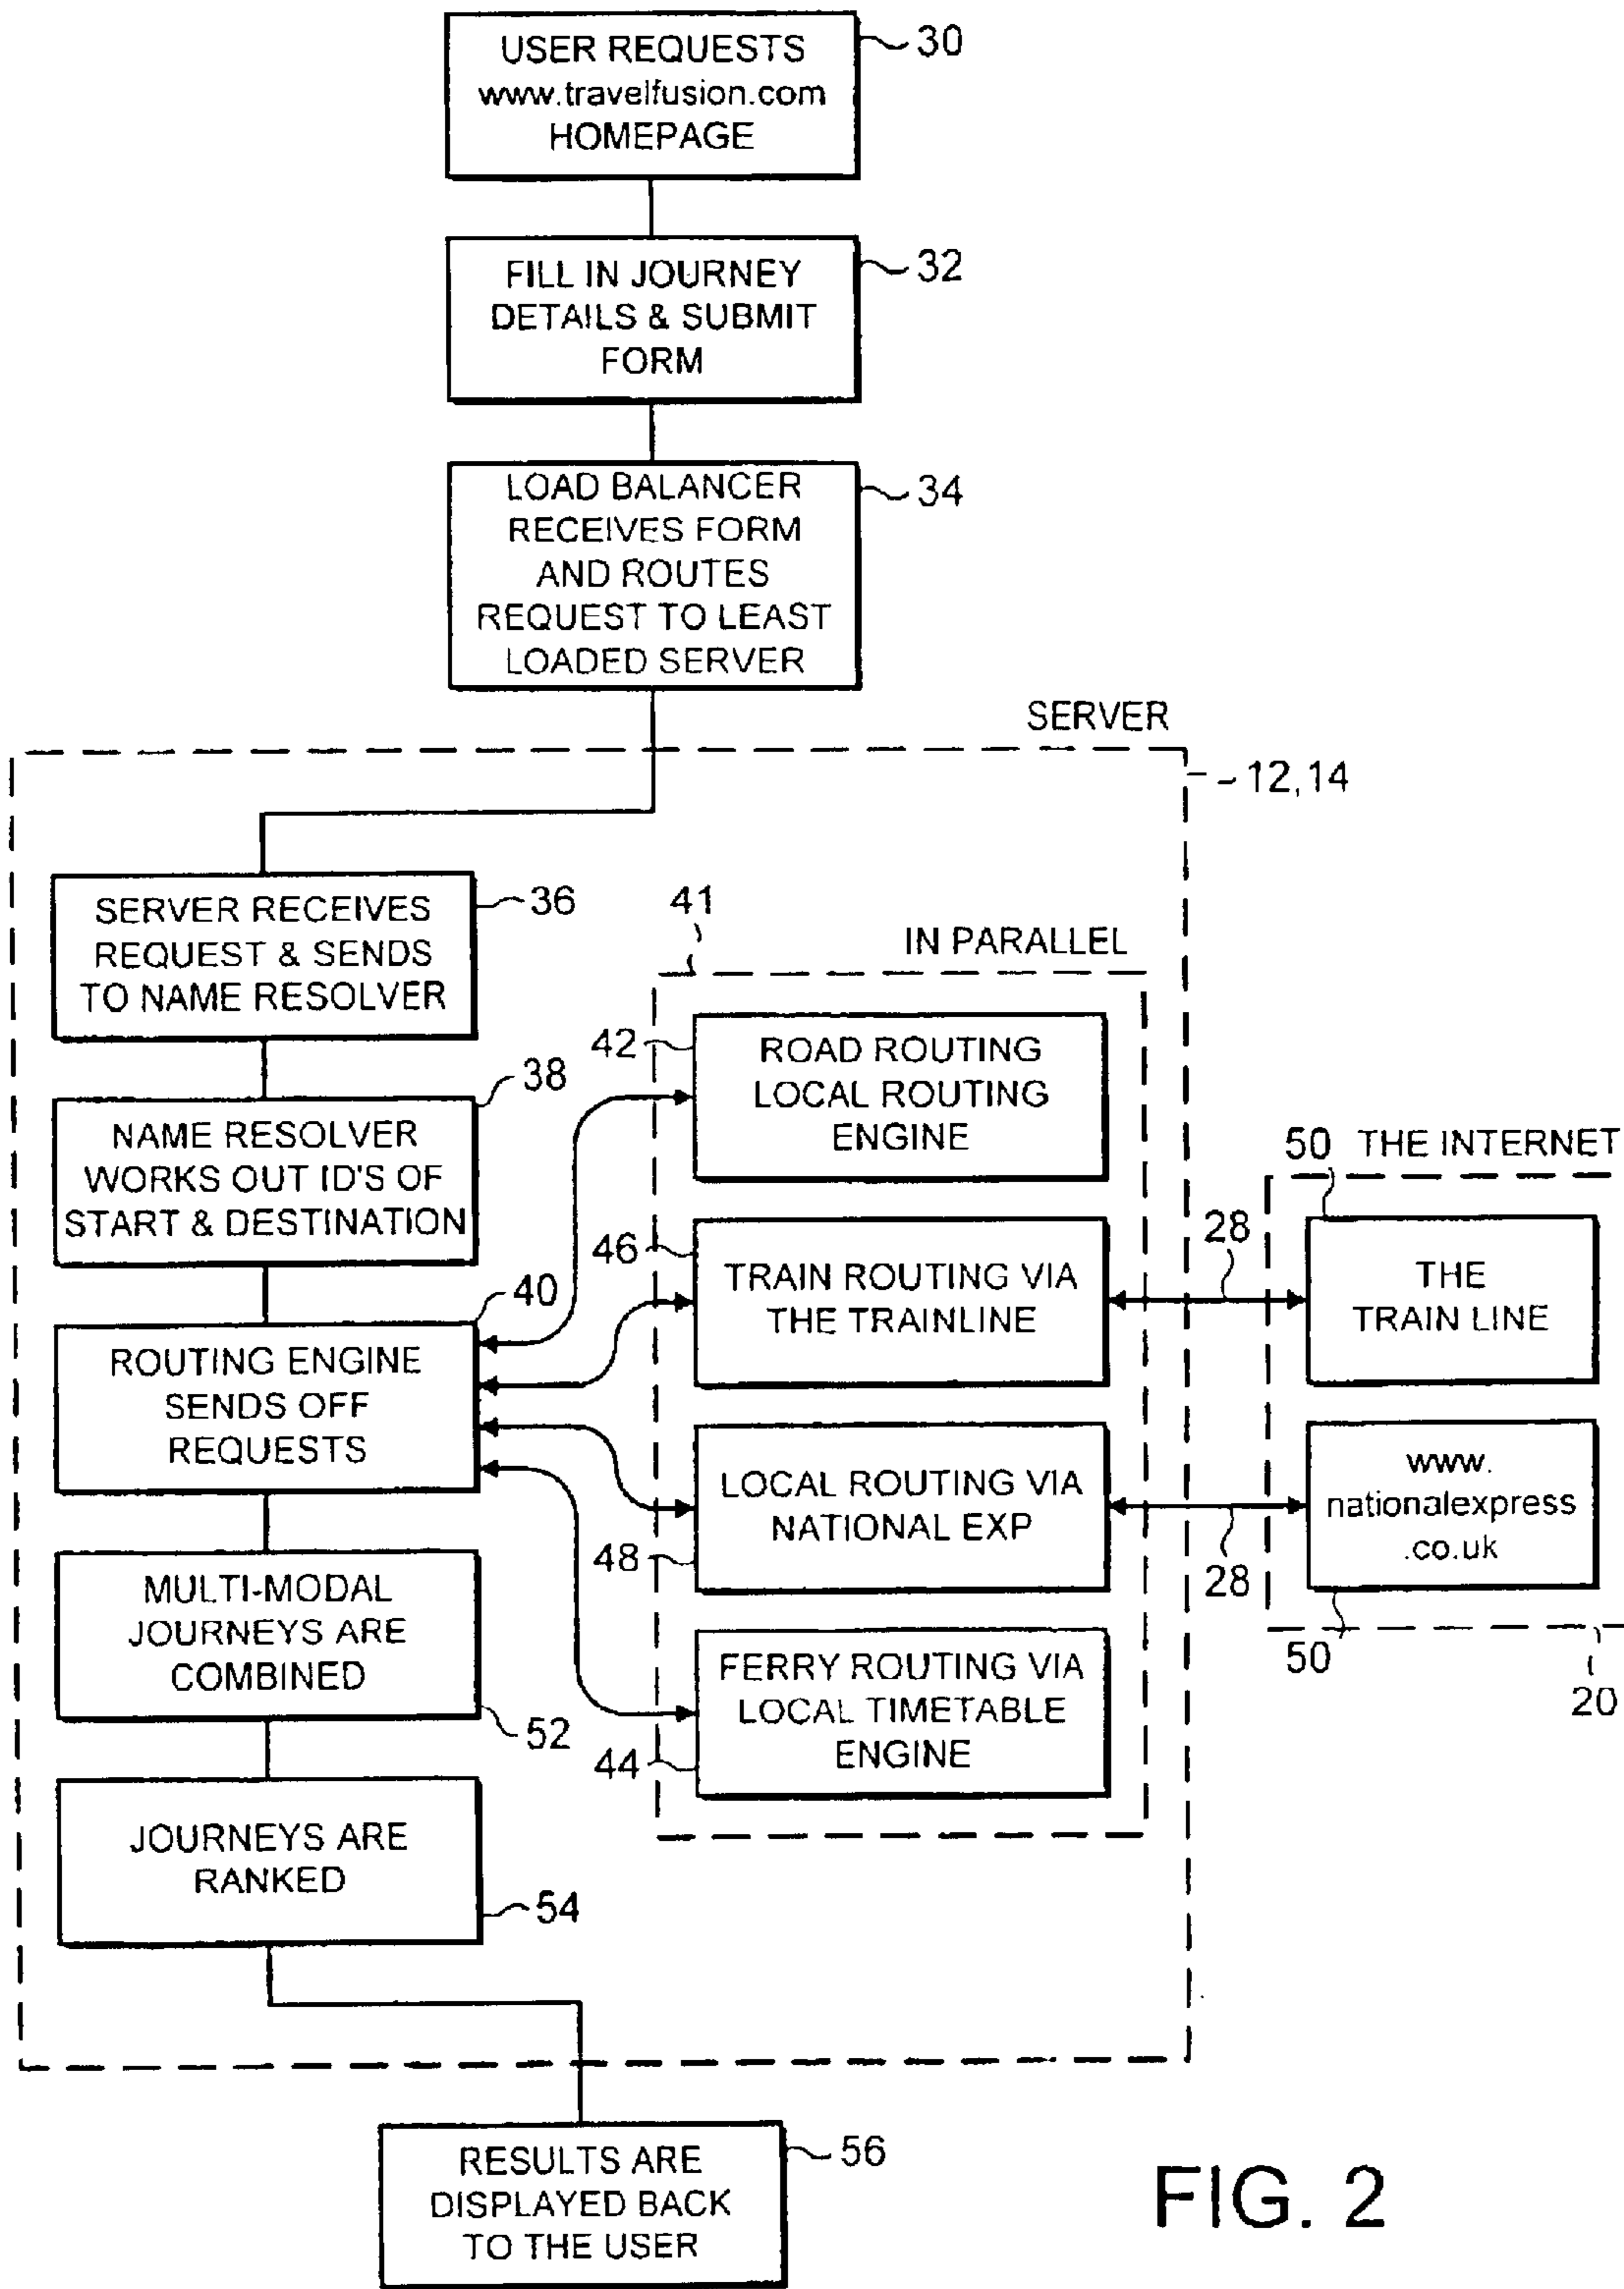 USER REQUESTS
www.travelfusion.com
HOMEPAGE
30
FILL IN JOURNEY
DETAILS & SUBMIT
FORM
32
LOAD BALANCER
RECEIVES FORM
AND ROUTES
REQUEST TO LEAST
LOADED SERVER
34
SERVER
12,14
SERVER RECEIVES
REQUEST & SENDS
TO NAME RESOLVER
36
NAME RESOLVER
WORKS OUT ID'S OF
START & DESTINATION
38
ROUTING ENGINE
SENDS OFF
REQUESTS
40
41
IN PARALLEL
42
ROAD ROUTING
LOCAL ROUTING
ENGINE
46
TRAIN ROUTING VIA
THE TRAINLINE
28
50 THE INTERNET
THE
TRAIN LINE
48
LOCAL ROUTING VIA
NATIONAL EXP
28
www.
nationalexpress
.co.uk
50
20
44
FERRY ROUTING VIA
LOCAL TIMETABLE
ENGINE
MULTI-MODAL
JOURNEYS ARE
COMBINED
52
JOURNEYS ARE
RANKED
54
RESULTS ARE
DISPLAYED BACK
TO THE USER
56
FIG. 2